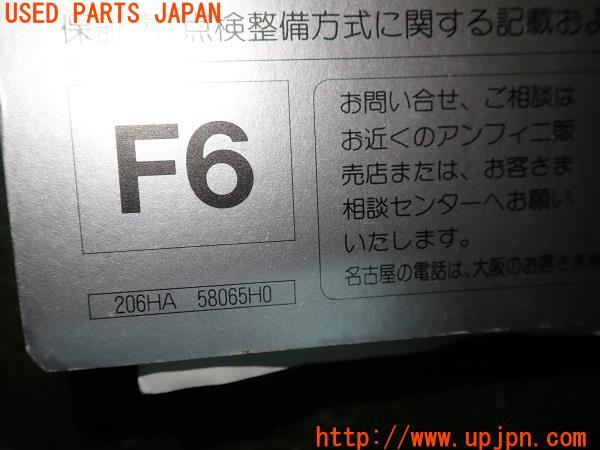 USED PARTS JAPAN
点検整備方式に関する記載およ
F6
お問い合せ、ご相談は
お近くのアンフィニ販
売店または、お客さま
相談センターへお願い
いたします。
名古屋の電話は、大阪のお客さま
206HA 58065H0
http://www.upjpn.com